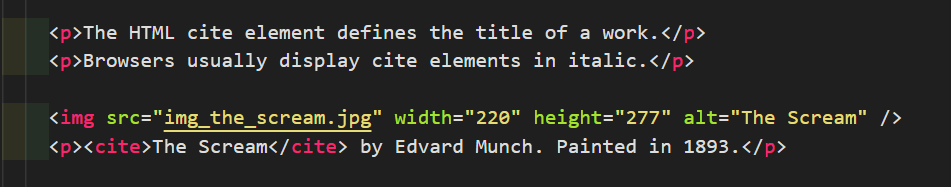 <p>The HTML cite element defines the title of a work.</p>
<p>Browsers usually display cite elements in italic.</p>
<img src="img_the_scream.jpg" width="220" height="277" alt="The Scream" />
<p><cite>The Scream</cite> by Edvard Munch. Painted in 1893.</p>